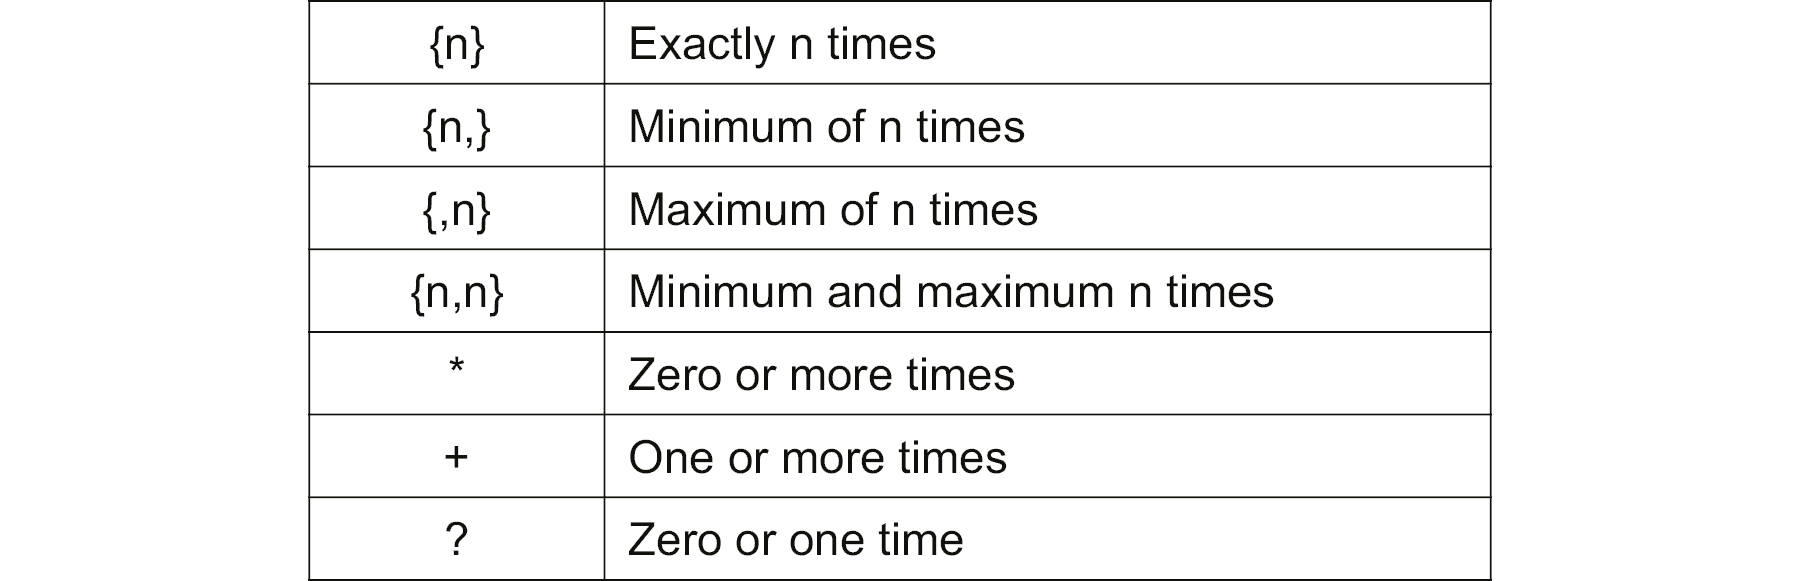 {n} Exactly n times
{n,} Minimum of n times
{,n} Maximum of n times
{n,n} Minimum and maximum n times
* Zero or more times
+ One or more times
? Zero or one time